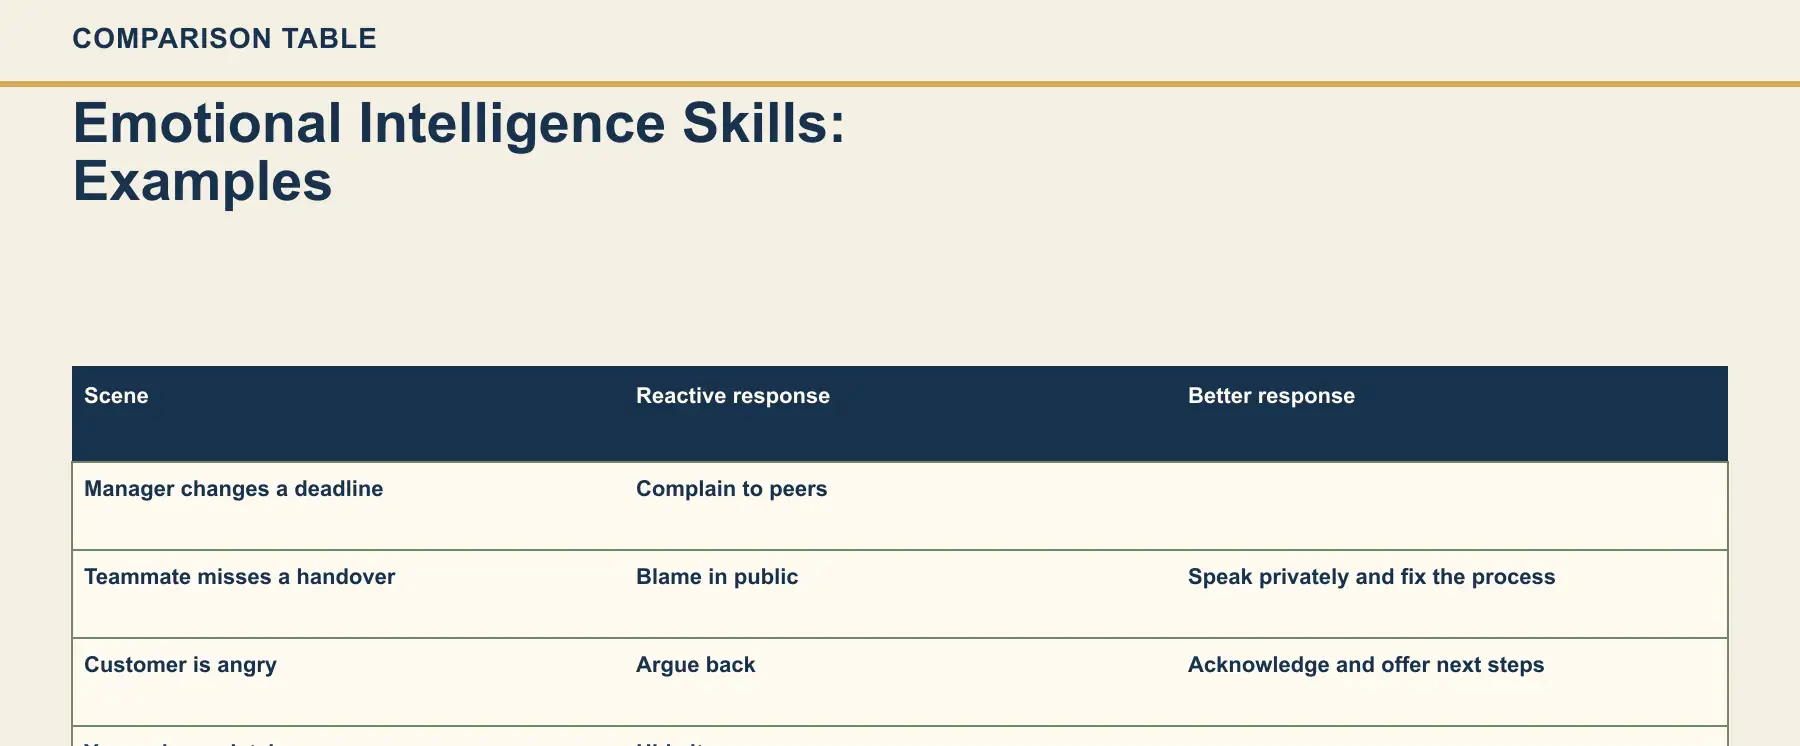 COMPARISON TABLE
Emotional Intelligence Skills:
Examples
Scene Reactive response Better response
Manager changes a deadline Complain to peers
Teammate misses a handover Blame in public Speak privately and fix the process
Customer is angry Argue back Acknowledge and offer next steps